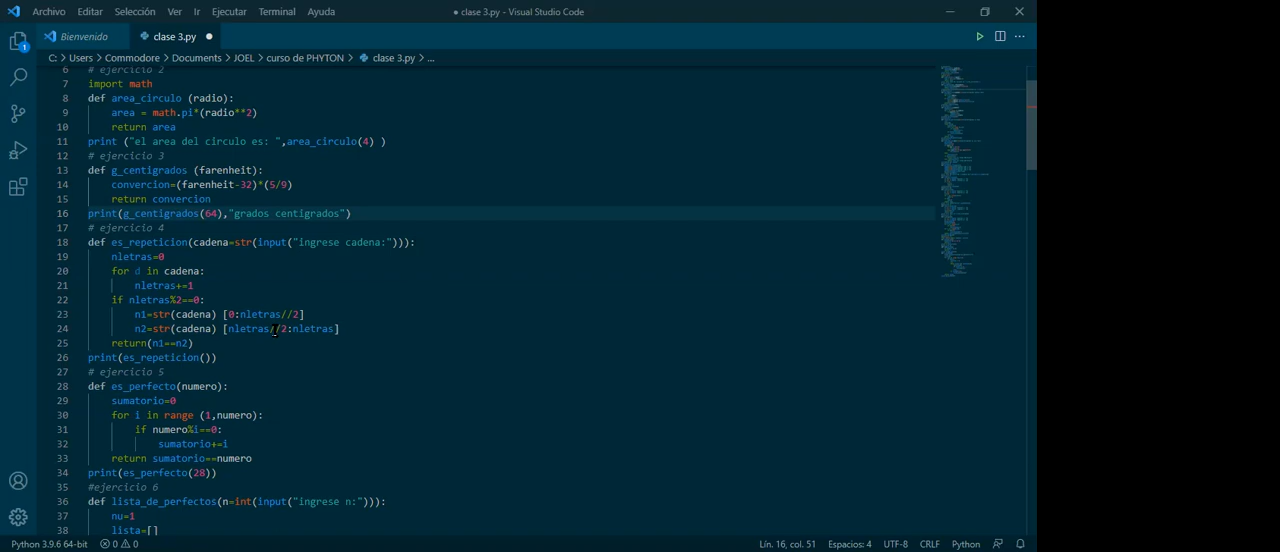 Archivo Editar Selección Ver Ir Ejecutar Terminal Ayuda
● clase 3.py - Visual Studio Code
Bienvenido
clase 3.py ●
C: > Users > Commodore > Documents > JOEL > curso de PHYTON > clase 3.py > ...
1
6 # ejercicio 2
7 import math
8 def area_circulo (radio):
9 area = math.pi*(radio**2)
10 return area
11 print ("el area del circulo es: ",area_circulo(4) )
12 # ejercicio 3
13 def g_centigrados (farenheit):
14 convercion=(farenheit-32)*(5/9)
15 return convercion
16 print(g_centigrados(64),"grados centigrados")
17 # ejercicio 4
18 def es_repeticion(cadena=str(input("ingrese cadena:"))):
19 nletras=0
20 for d in cadena:
21 nletras+=1
22 if nletras%2==0:
23 n1=str(cadena) [0:nletras//2]
24 n2=str(cadena) [nletras//2:nletras]
25 return(n1==n2)
26 print(es_repeticion())
27 # ejercicio 5
28 def es_perfecto(numero):
29 sumatorio=0
30 for i in range (1,numero):
31 if numero%i==0:
32 sumatorio+=i
33 return sumatorio==numero
34 print(es_perfecto(28))
35 #ejercicio 6
36 def lista_de_perfectos(n=int(input("ingrese n:"))):
37 nu=1
38 lista=[]
Python 3.9.6 64-bit 0 0 Lín. 16, col. 51 Espacios: 4 UTF-8 CRLF Python